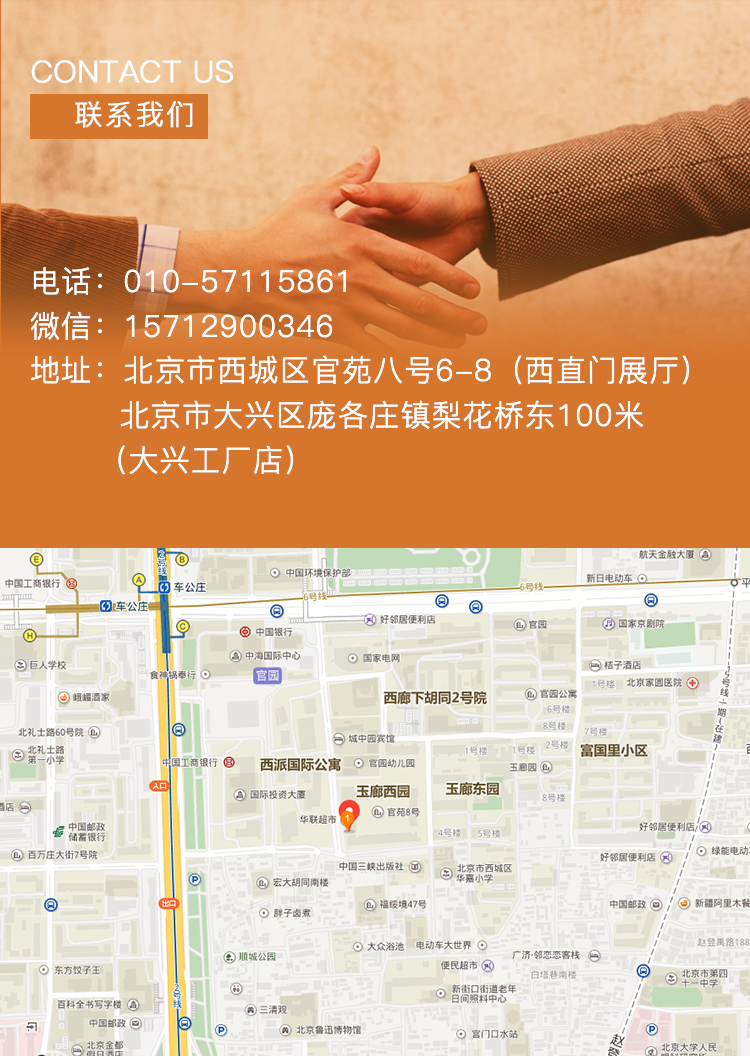 CONTACT US
联系我们
电话：010-57115861
微信：15712900346
地址：北京市西城区官苑八号6-8（西直门展厅）
北京市大兴区庞各庄镇梨花桥东100米
（大兴工厂店）
航天金融大厦
E
2号线
B
中国工商银行
A
车公庄
中国环境保护部
新日电动车
平
6号线
6号线
车公庄
C
好邻居便利店
H
中国银行
官园
国家京剧院
中海国际中心
国家电网
巨人学校
食神锅奉行
官园
桔子酒店
1号楼
北京家圆医院
峨嵋酒家
西廊下胡同2号院
官园公寓
6号楼
北礼士路60号院
城中园宾馆
8号楼
7号楼
北礼士路
第一小学
1号楼
1号楼
2号楼
富国里小区
中国工商银行
西派国际公寓
官园幼儿园
玉廊园
入口
国际投资大厦
玉廊西园
玉廊东园
8号楼
酒店
华联超市
1
官苑8号
中国邮政
储蓄银行
4号楼
5号楼
好邻居便利店
百万庄大街7号院
中国三峡出版社
好邻居便利店
绿能电动
P
宏大胡同南楼
北京市西城区
华嘉小学
出口
胖子卤煮
福绥境47号
中国邮政
新疆阿里木餐
大众浴池
电动车大世界
赵登禹路188
顺城公园
广济·邻恋恋客栈
东方饺子王
便民超市
白塔巷南楼
北京市第四
十一中学
2号线
新街口街道老年
日间照料中心
百科全书写字楼
三清观
中国邮政
P
北京鲁迅博物馆
宫门口水站
P
北京金都
假日酒店
北京大学人民